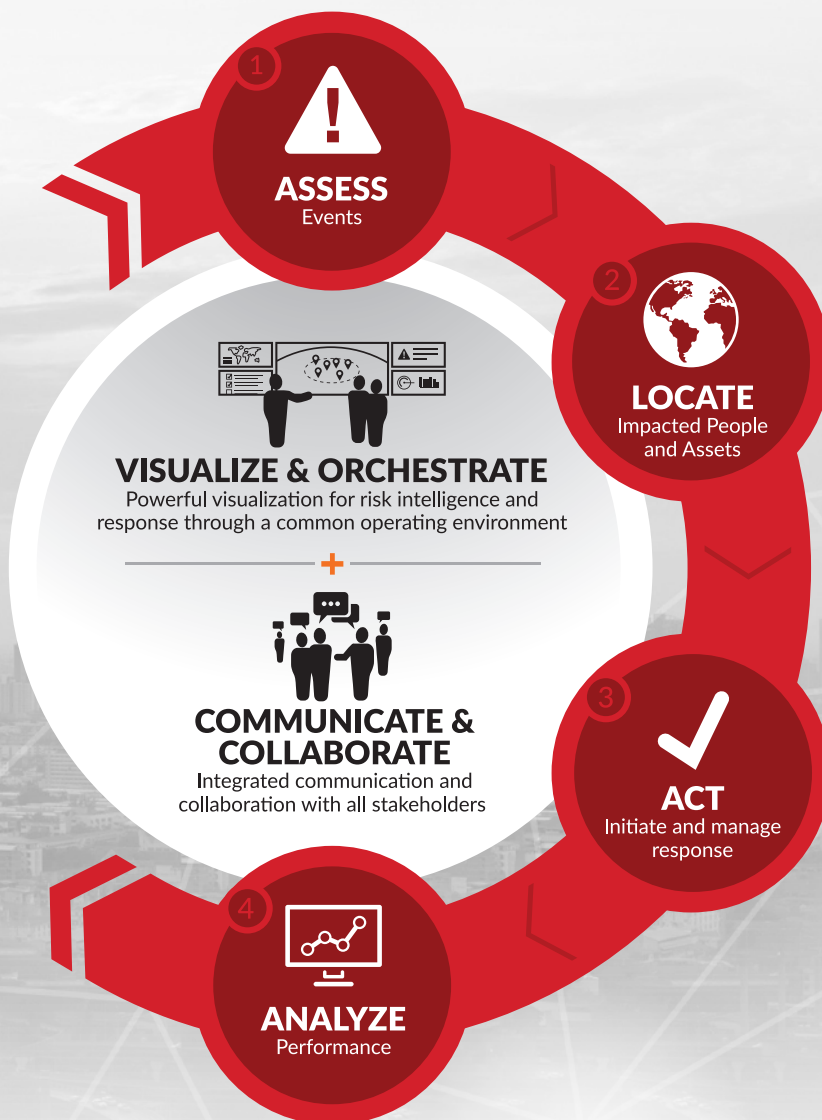 1
ASSESS
Events
2
LOCATE
Impacted People
and Assets
VISUALIZE & ORCHESTRATE
Powerful visualization for risk intelligence and
response through a common operating environment
+
COMMUNICATE &
COLLABORATE
Integrated communication and
collaboration with all stakeholders
3
ACT
Initiate and manage
response
4
ANALYZE
Performance